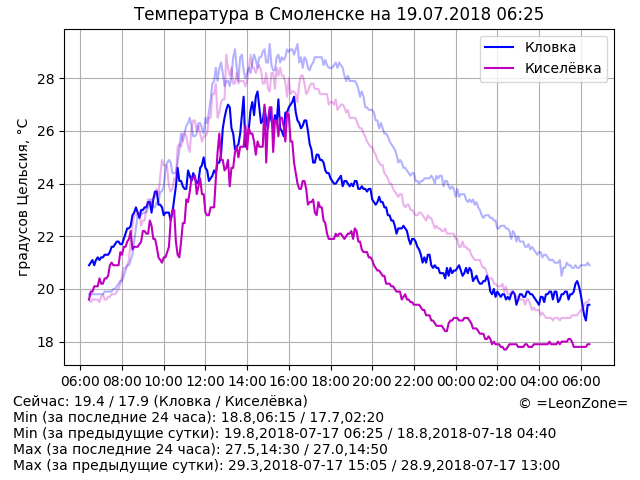 Температура в Смоленске на 19.07.2018 06:25
градусов Цельсия, °C
28
26
24
22
20
18
Кловка
Киселёвка
06:00 08:00 10:00 12:00 14:00 16:00 18:00 20:00 22:00 00:00 02:00 04:00 06:00
Сейчас: 19.4 / 17.9 (Кловка / Киселёвка)
© =LeonZone=
Min (за последние 24 часа): 18.8,06:15 / 17.7,02:20
Min (за предыдущие сутки): 19.8,2018-07-17 06:25 / 18.8,2018-07-18 04:40
Max (за последние 24 часа): 27.5,14:30 / 27.0,14:50
Max (за предыдущие сутки): 29.3,2018-07-17 15:05 / 28.9,2018-07-17 13:00